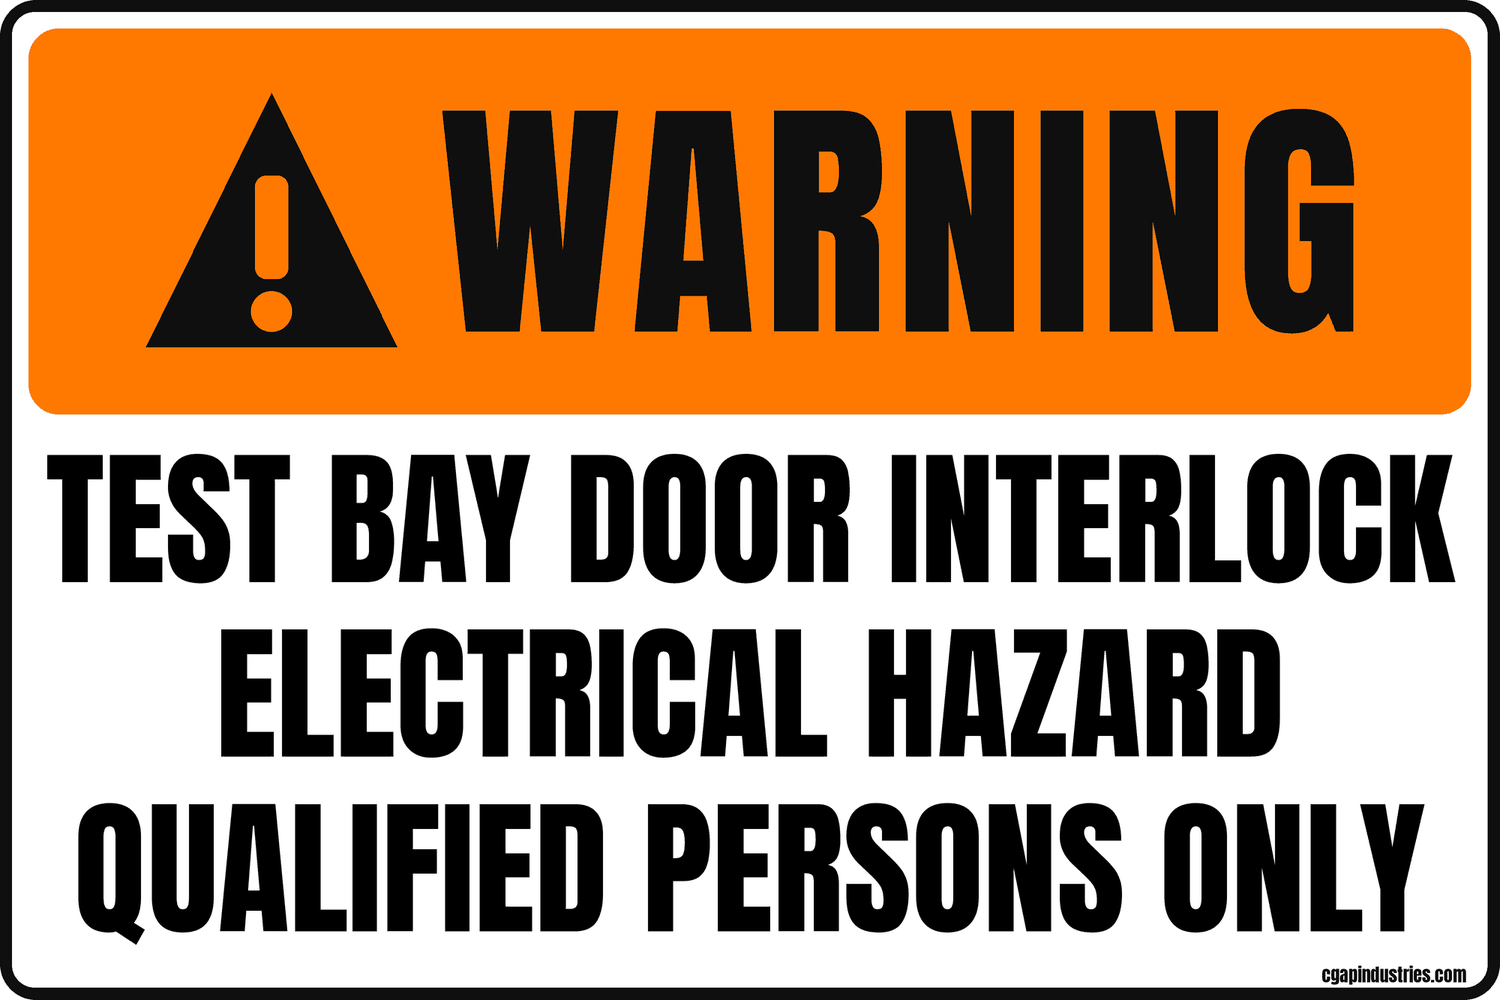 WARNING
TEST BAY DOOR INTERLOCK
ELECTRICAL HAZARD
QUALIFIED PERSONS ONLY
cgapindustries.com